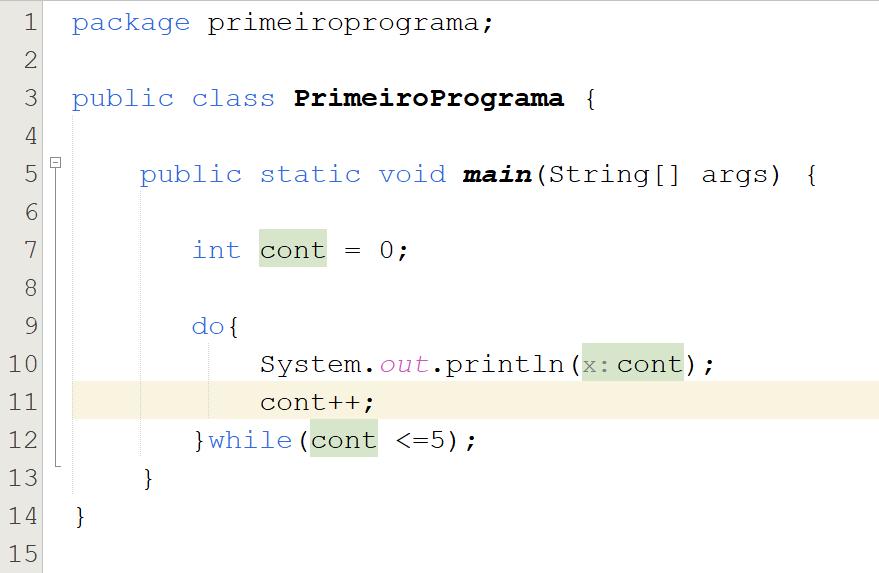 1 package primeiroprograma;
2
3 public class PrimeiroPrograma {
4
5 public static void main(String[] args) {
6
7 int cont = 0;
8
9 do{
10 System.out.println(x: cont);
11 cont++;
12 }while(cont <=5);
13 }
14 }
15